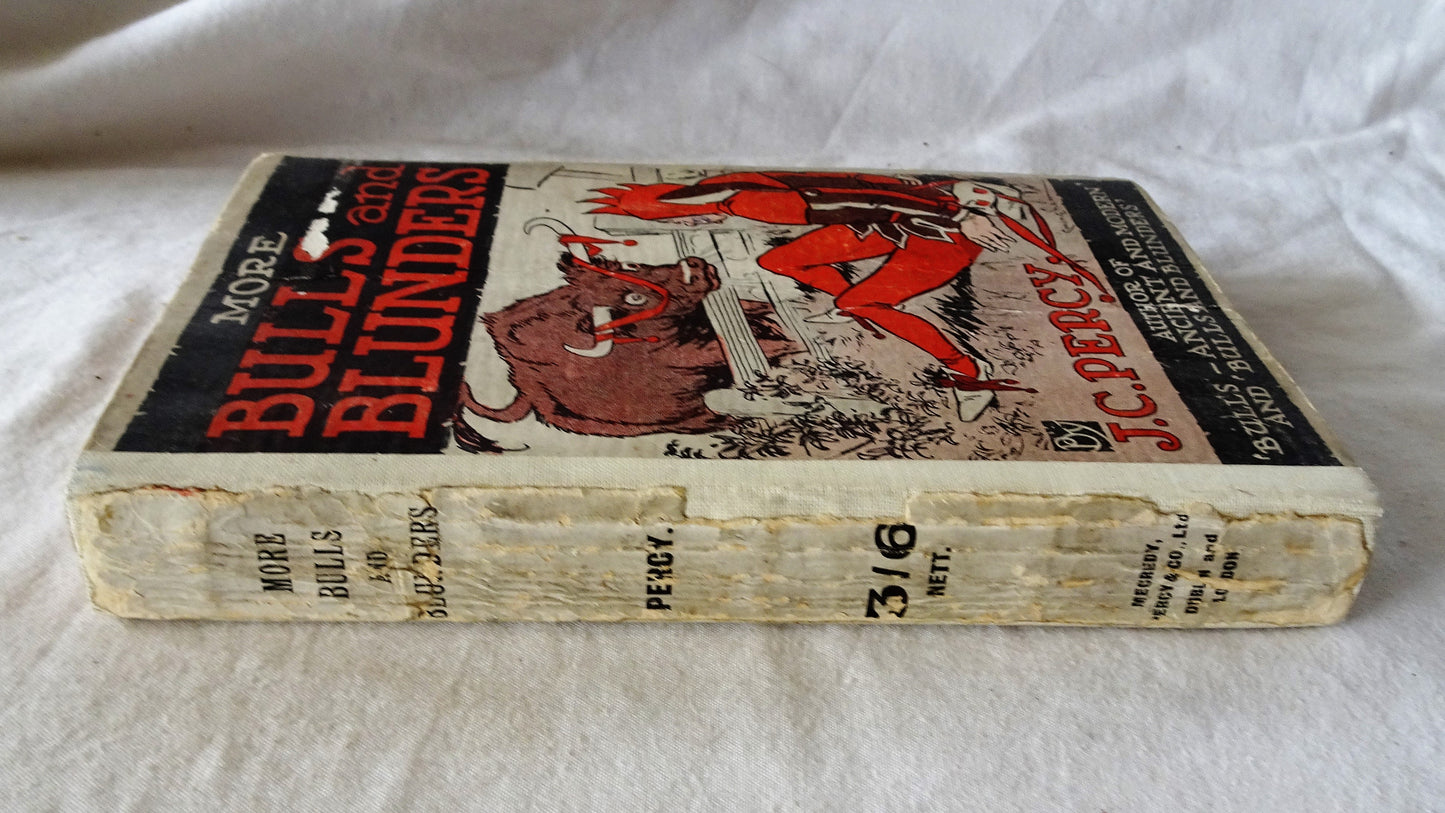 MORE
BULLS and
BLUNDERS
BY
J.C.PERCY.
AUTHOR OF
'BULLS – ANCIENT AND MODERN'
AND 'BULLS AND BLUNDERS'
MORE
BULLS
AND
BLUNDERS
PERCY.
3/6
NETT.
MECREDY,
PERCY & CO., Ltd
DUBLIN and
LONDON